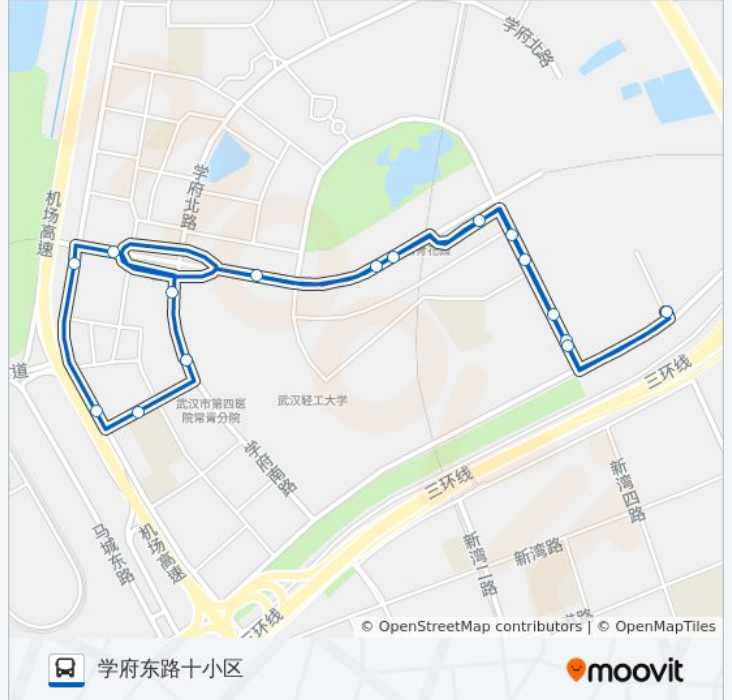 学府北路
学府北路
机场高速
道
三环线
武汉市第四医
院常青分院
武汉轻工大学
学府南路
三环线
新湾四路
马城东路
机场高速
新湾二路
新湾路
三环线
© OpenStreetMap contributors | © OpenMapTiles
学府东路十小区
moovit